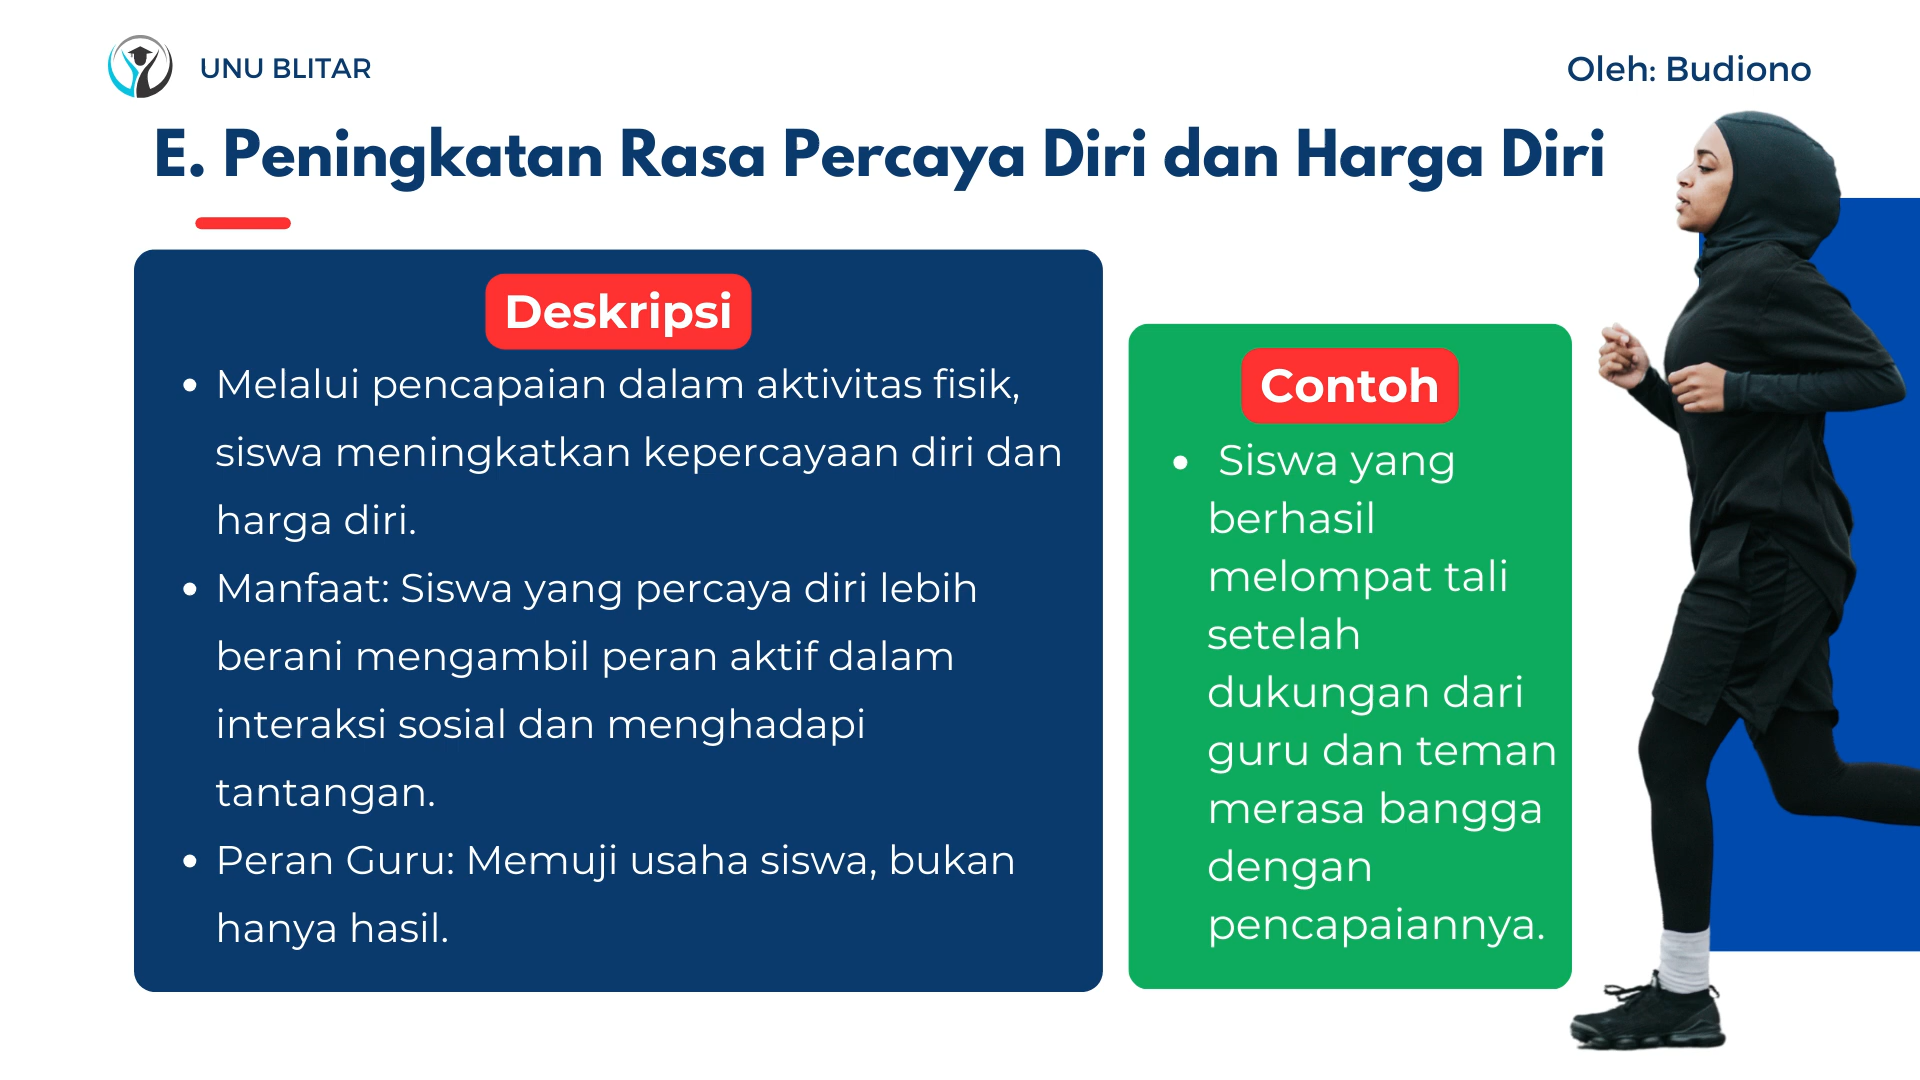 UNU BLITAR
Oleh: Budiono
E. Peningkatan Rasa Percaya Diri dan Harga Diri
Deskripsi
• Melalui pencapaian dalam aktivitas fisik,
siswa meningkatkan kepercayaan diri dan
harga diri.
• Manfaat: Siswa yang percaya diri lebih
berani mengambil peran aktif dalam
interaksi sosial dan menghadapi
tantangan.
• Peran Guru: Memuji usaha siswa, bukan
hanya hasil.
Contoh
• Siswa yang
berhasil
melompat tali
setelah
dukungan dari
guru dan teman
merasa bangga
dengan
pencapaiannya.